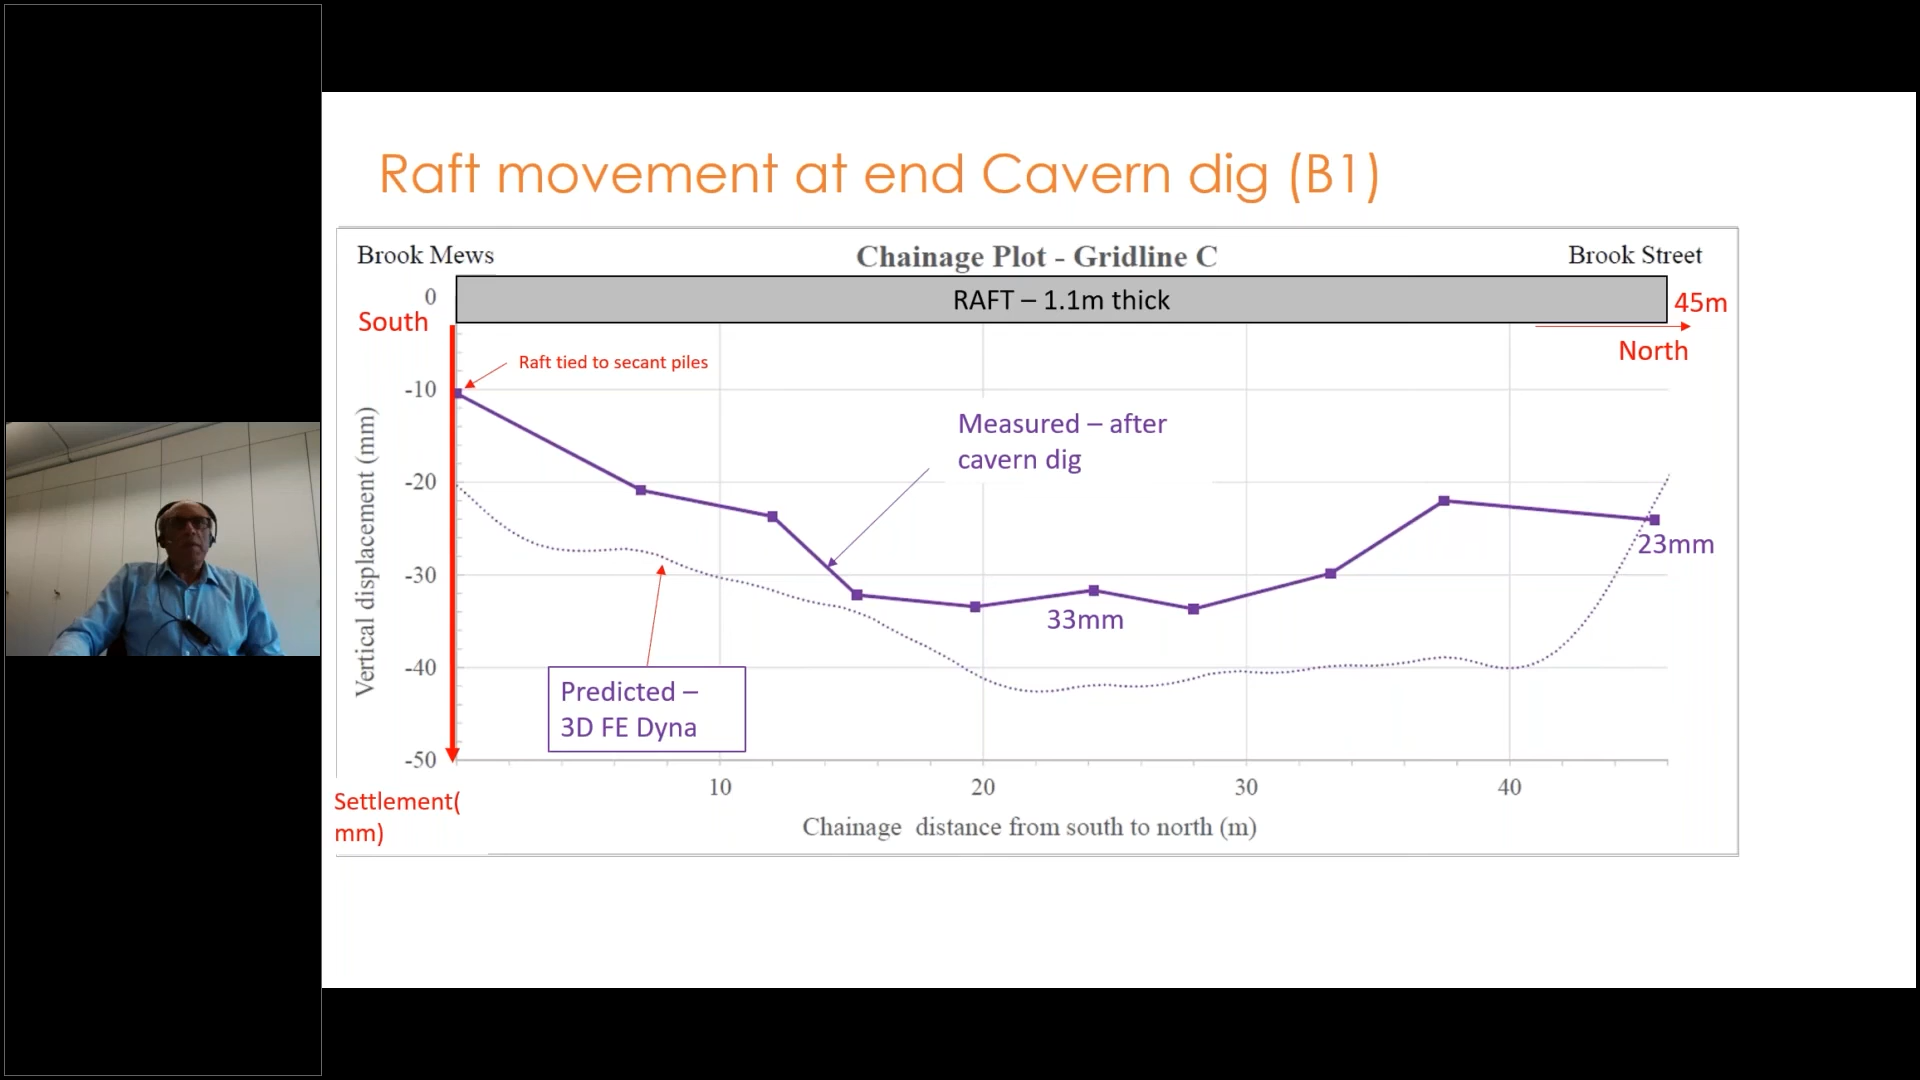 Raft movement at end Cavern dig (B1)
Brook Mews
Chainage Plot - Gridline C
Brook Street
0
RAFT – 1.1m thick
45m
South
North
Raft tied to secant piles
-10
Measured – after
cavern dig
-20
23mm
-30
33mm
-40
Predicted –
3D FE Dyna
-50
Vertical displacement (mm)
10
20
30
40
Settlement(
mm)
Chainage distance from south to north (m)